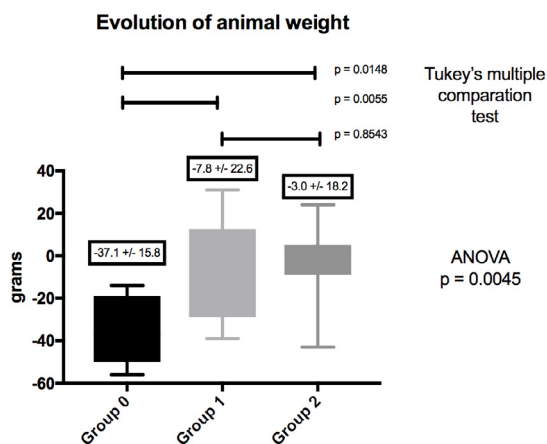 Evolution of animal weight
p = 0.0148
p = 0.0055
p = 0.8543
Tukey's multiple
comparation
test
-37.1 +/- 15.8
-7.8 +/- 22.6
-3.0 +/- 18.2
grams
40
20
0
-20
-40
-60
Group 0
Group 1
Group 2
ANOVA
p = 0.0045